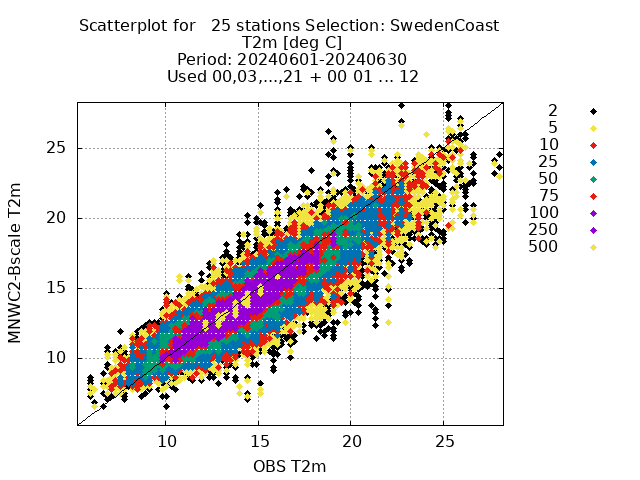 Scatterplot for 25 stations Selection: SwedenCoast
T2m [deg C]
Period: 20240601-20240630
Used 00,03,...,21 + 00 01 ... 12
MNWC2-Bscale T2m
25
20
15
10
10 15 20 25
OBS T2m
2
5
10
25
50
75
100
250
500